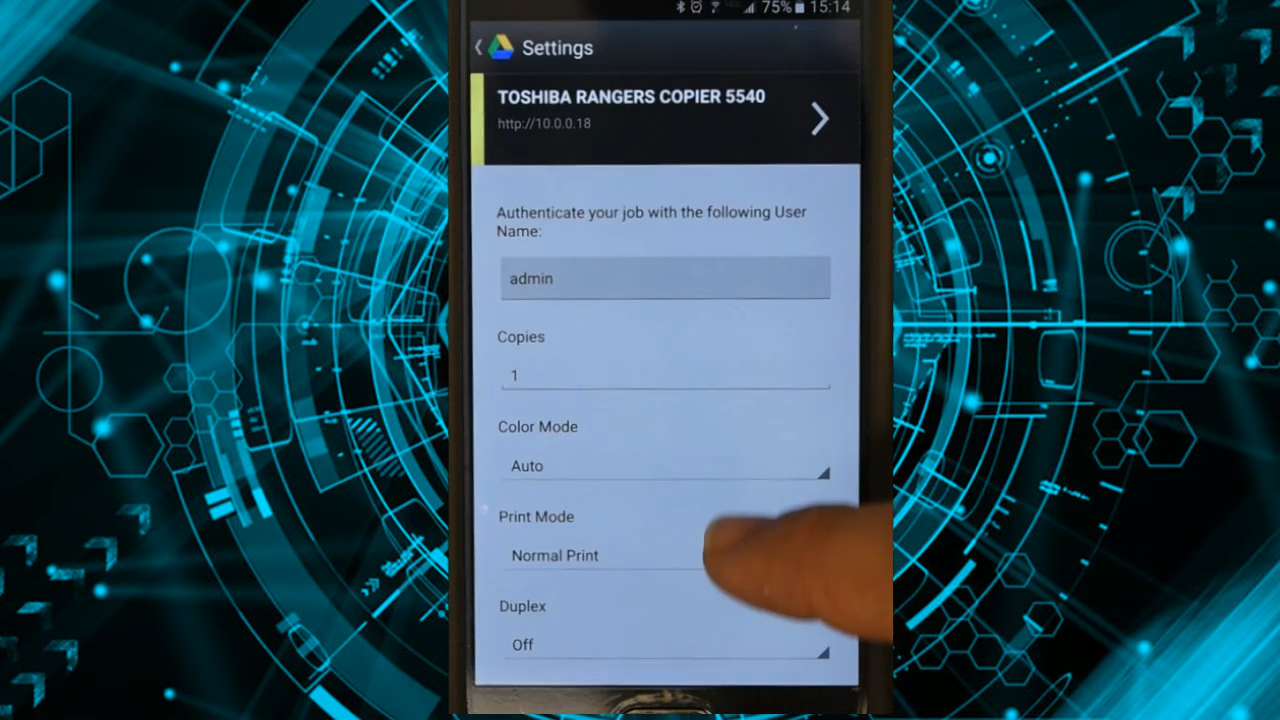 75% 15:14
Settings
TOSHIBA RANGERS COPIER 5540
http://10.0.0.18
Authenticate your job with the following User
Name:
admin
Copies
1
Color Mode
Auto
Print Mode
Normal Print
Duplex
Off